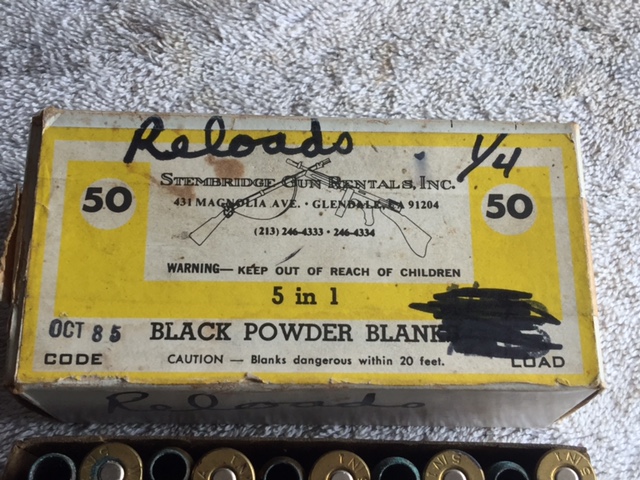 Reloads 1/4
50 STEMBRIDGE GUN RENTALS, INC. 50
431 MAGNOLIA AVE. · GLENDALE, CA 91204
(213) 246-4333 · 246-4334
WARNING— KEEP OUT OF REACH OF CHILDREN
5 in 1
OCT 85 BLACK POWDER BLANK
CODE CAUTION — Blanks dangerous within 20 feet. LOAD
Reloads